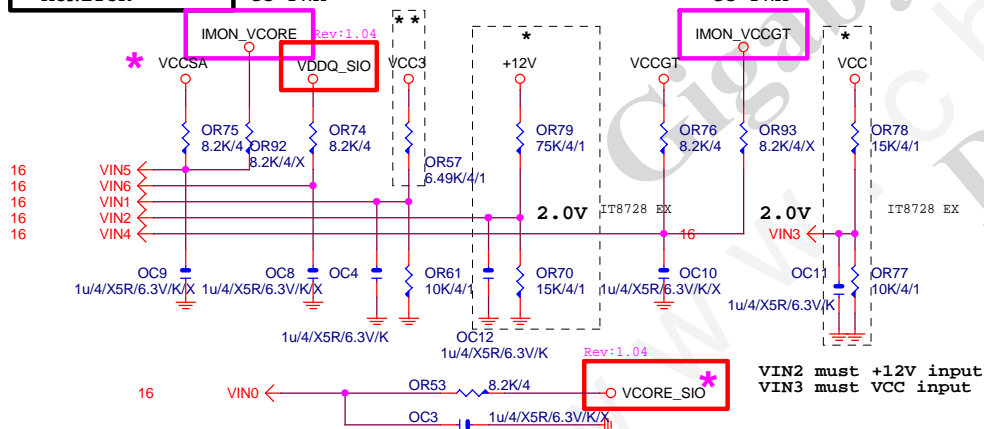 IMON_VCORE
Rev:1.04
**
*
IMON_VCCGT
*
* VCCSA
VDDQ_SIO
VCC3
+12V
VCCGT
VCC
OR75
8.2K/4
OR92
8.2K/4/X
OR74
8.2K/4
OR57
6.49K/4/1
OR79
75K/4/1
OR76
8.2K/4
OR93
8.2K/4/X
OR78
15K/4/1
16 VIN5
16 VIN6
16 VIN1
16 VIN2
16 VIN4
2.0V
IT8728 EX
16
2.0V
VIN3
IT8728 EX
OC9
1u/4/X5R/6.3V/K/X
OC8
1u/4/X5R/6.3V/K/X
OC4
1u/4/X5R/6.3V/K
OR61
10K/4/1
OC12
1u/4/X5R/6.3V/K
OR70
15K/4/1
OC10
1u/4/X5R/6.3V/K/X
OC11
1u/4/X5R/6.3V/K
OR77
10K/4/1
Rev:1.04
VIN2 must +12V input
VIN3 must VCC input
16 VIN0
OR53 8.2K/4
VCORE_SIO *
OC3 1u/4/X5R/6.3V/K/X